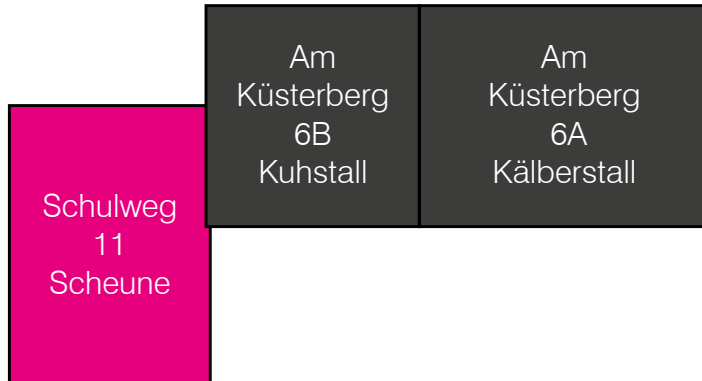 Am
Küsterberg
6B
Kuhstall
Am
Küsterberg
6A
Kälberstall
Schulweg
11
Scheune